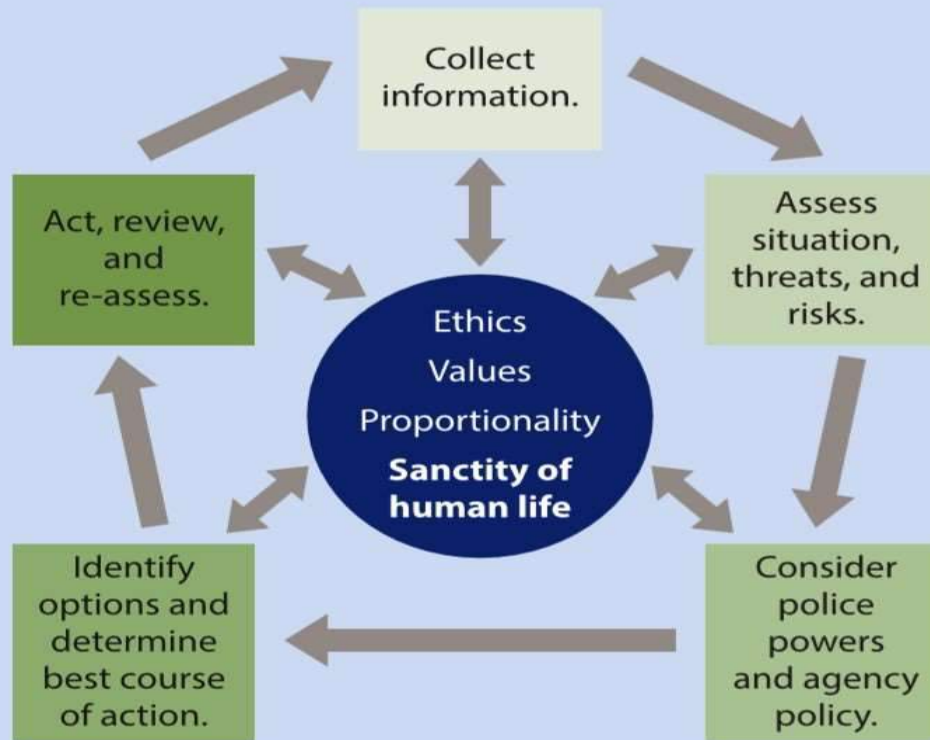 Collect
information.
Assess
situation,
threats, and
risks.
Consider
police
powers
and agency
policy.
Identify
options and
determine
best course
of action.
Act, review,
and
re-assess.
Ethics
Values
Proportionality
Sanctity of
human life